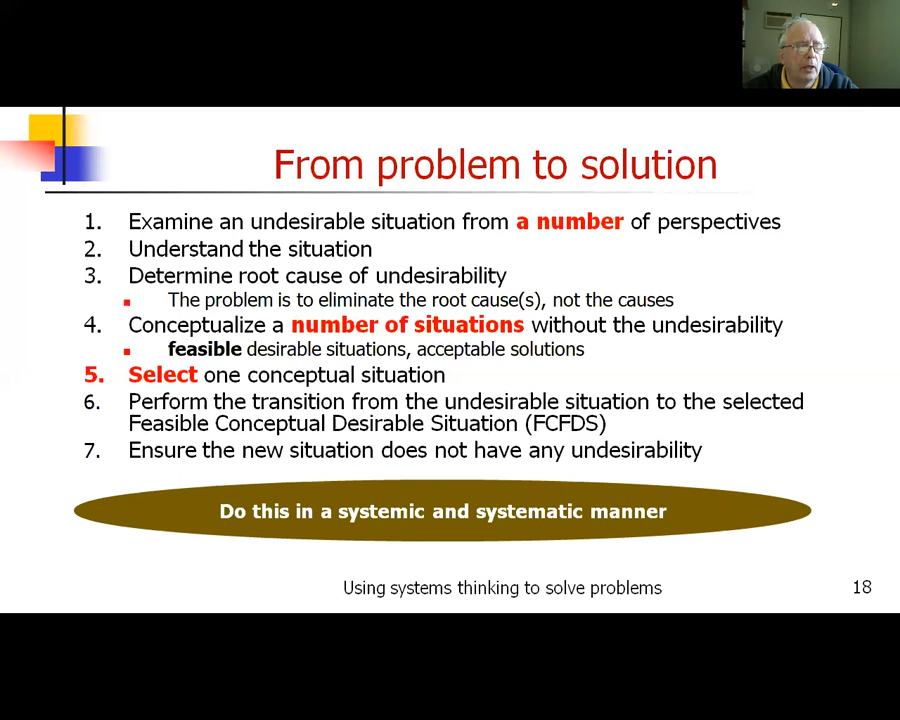 From problem to solution
1. Examine an undesirable situation from a number of perspectives
2. Understand the situation
3. Determine root cause of undesirability
The problem is to eliminate the root cause(s), not the causes
4. Conceptualize a number of situations without the undesirability
feasible desirable situations, acceptable solutions
5. Select one conceptual situation
6. Perform the transition from the undesirable situation to the selected
Feasible Conceptual Desirable Situation (FCFDS)
7. Ensure the new situation does not have any undesirability
Do this in a systemic and systematic manner
Using systems thinking to solve problems
18